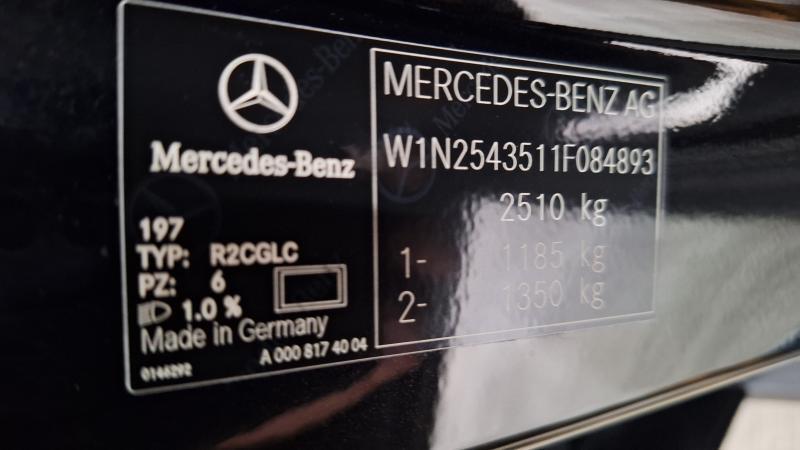 Mercedes-Benz
197
TYP: R2CGLC
PZ: 6
1.0 %
Made in Germany
A 000 817 40 04
0146292
MERCEDES-BENZ AG
W1N2543511F084893
2510 kg
1- 1185 kg
2- 1350 kg